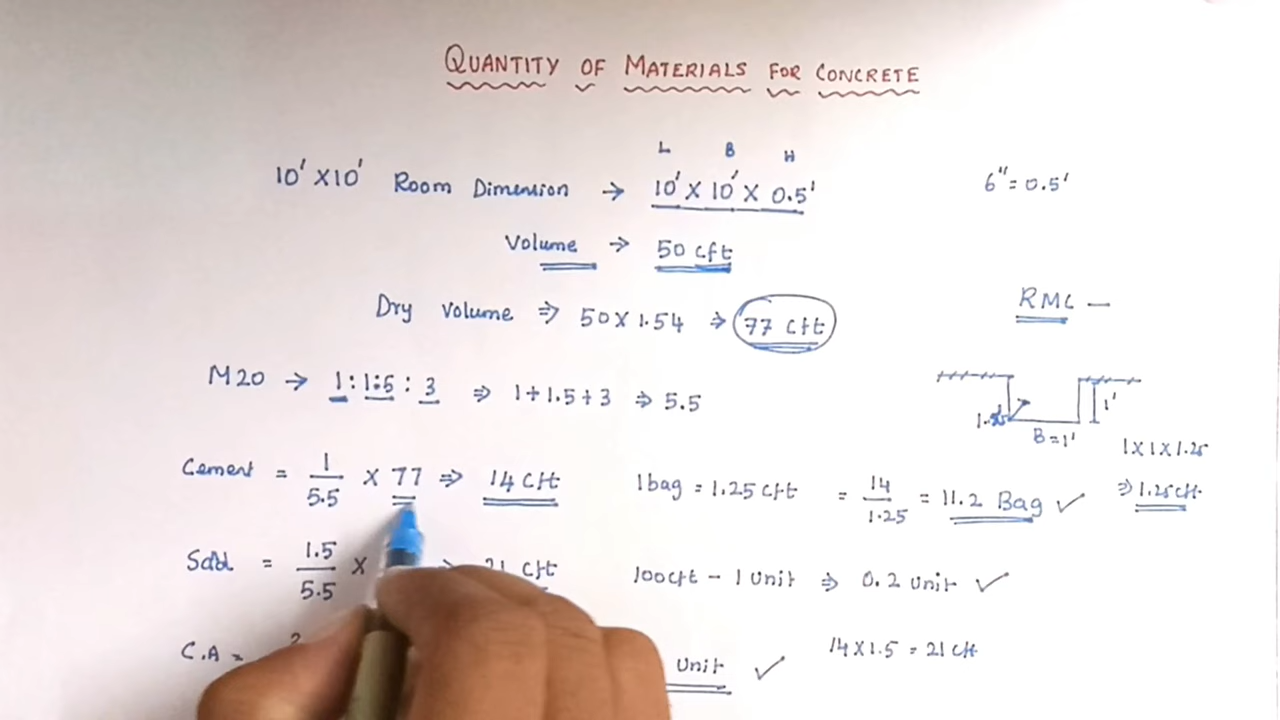 QUANTITY OF MATERIALS FOR CONCRETE
L B H
10' X10' Room Dimension → 10' X 10' X 0.5'
6" = 0.5'
Volume → 50 cft
Dry Volume ⇒ 50 X 1.54 ⇒ 77 cft
RMC —
M20 → 1 : 1.5 : 3 ⇒ 1+1.5+3 ⇒ 5.5
1'
B=1'
1X1X1.25
⇒ 1.25 cft
Cement = 1/5.5 X 77 ⇒ 14 cft 1 bag = 1.25 cft = 14/1.25 = 11.2 Bag ✓
Sand = 1.5/5.5 X 21 cft 100 cft - 1 Unit ⇒ 0.2 Unit ✓
C.A = Unit ✓
14 X 1.5 = 21 cft